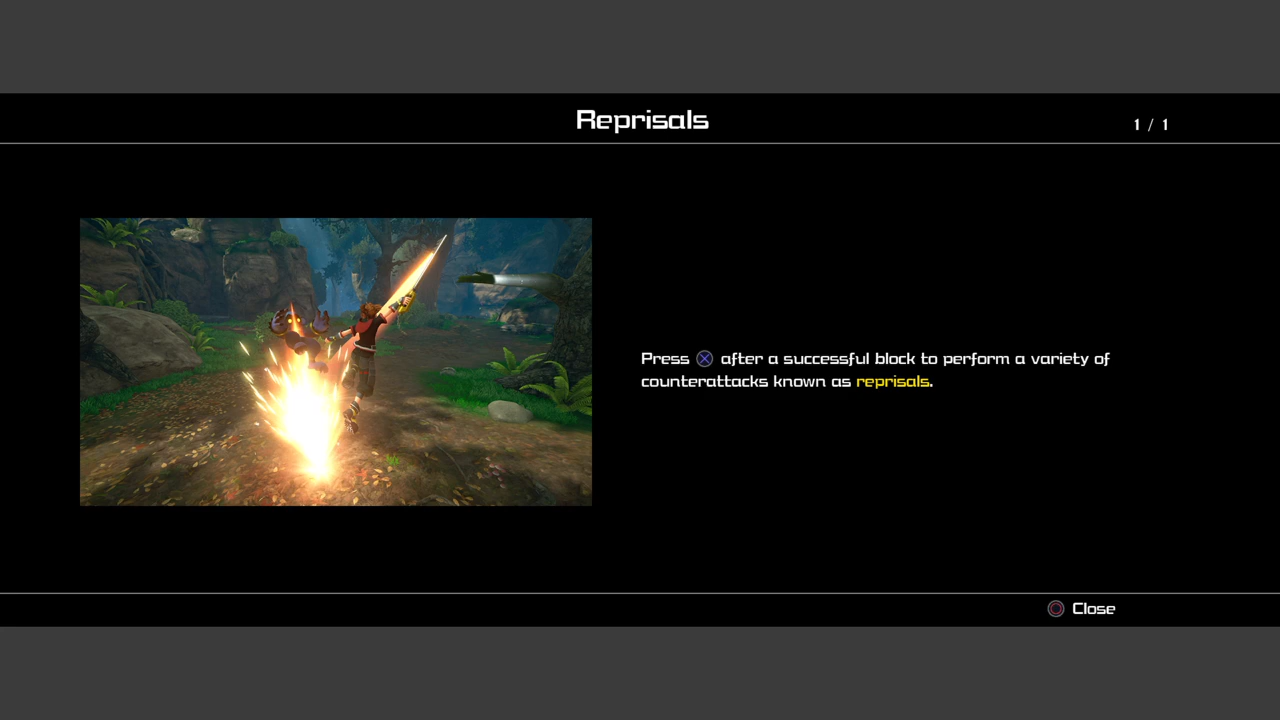 Reprisals
1 / 1
Press ⓧ after a successful block to perform a variety of
counterattacks known as reprisals.
Close